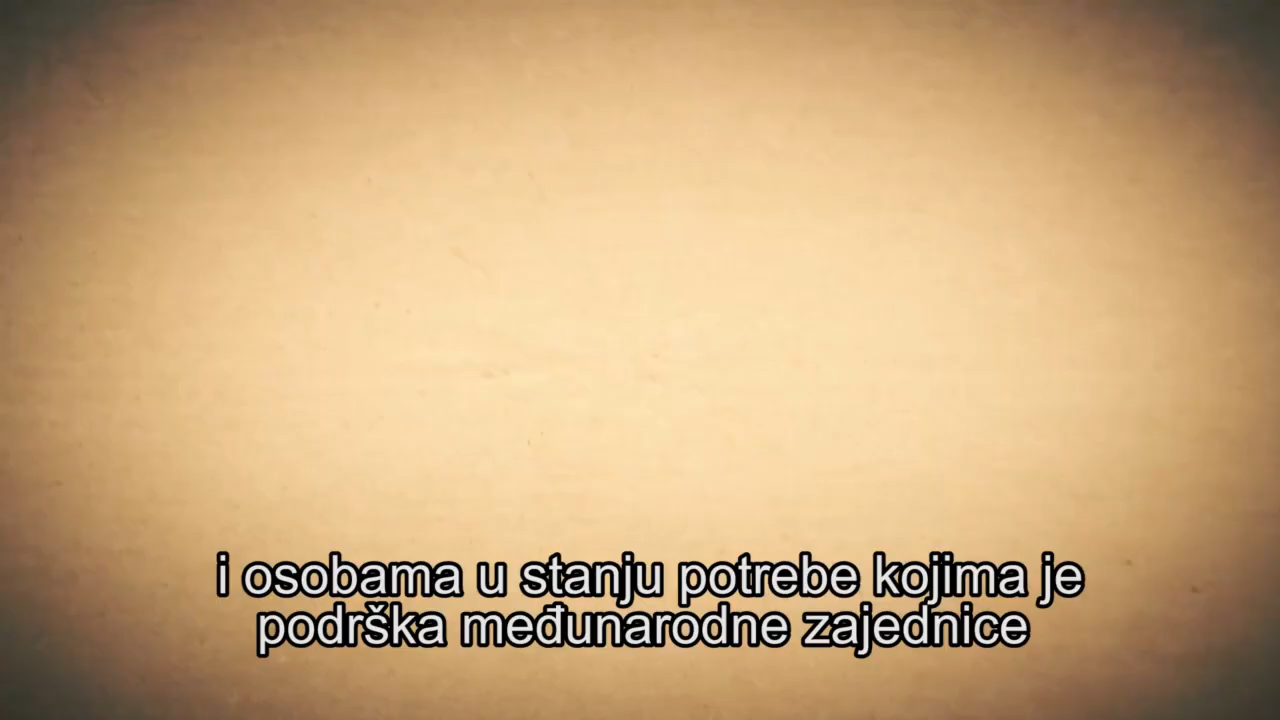 i osobama u stanju potrebe kojima je
podrška međunarodne zajednice